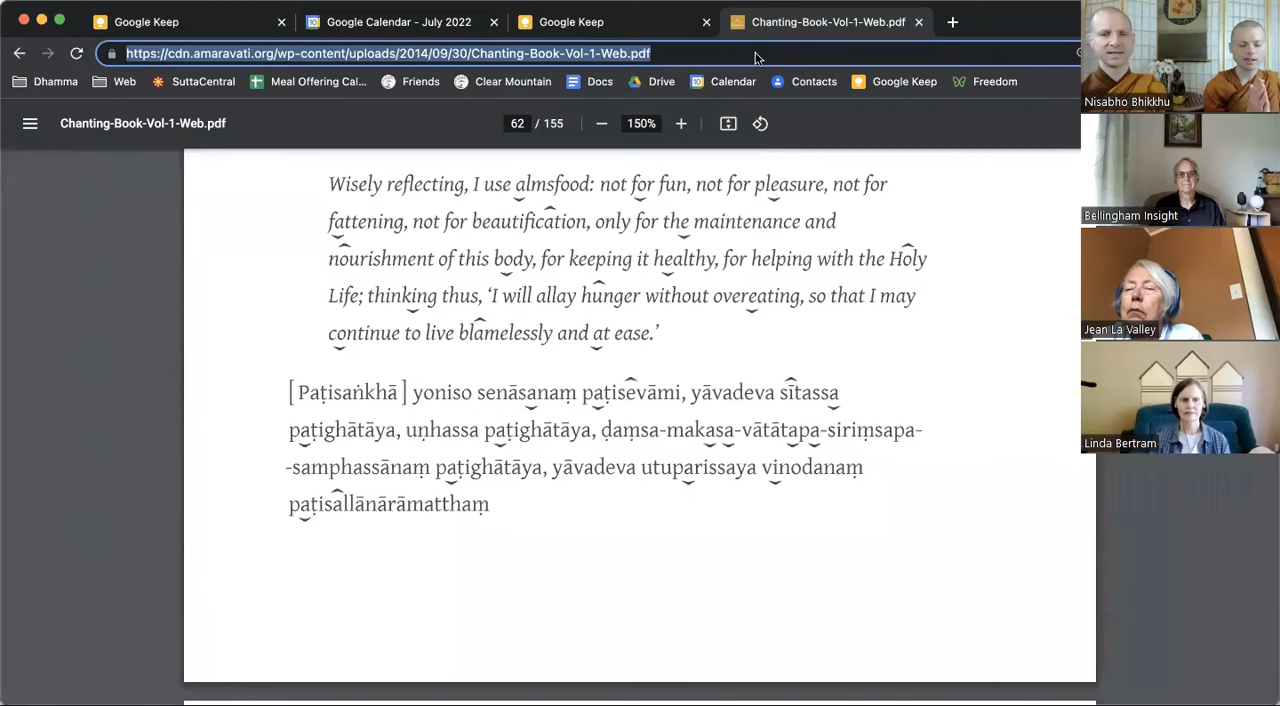 Google Keep
Google Calendar - July 2022
Google Keep
Chanting-Book-Vol-1-Web.pdf
https://cdn.amaravati.org/wp-content/uploads/2014/09/30/Chanting-Book-Vol-1-Web.pdf
Dhamma
Web
SuttaCentral
Meal Offering Cal...
Friends
Clear Mountain
Docs
Drive
Calendar
Contacts
Google Keep
Freedom
Chanting-Book-Vol-1-Web.pdf
62 / 155
150%
Wisely reflecting, I use almsfood: not for fun, not for pleasure, not for
fattening, not for beautification, only for the maintenance and
nourishment of this body, for keeping it healthy, for helping with the Holy
Life; thinking thus, ‘I will allay hunger without overeating, so that I may
continue to live blamelessly and at ease.’
[ Paṭisaṅkhā ] yoniso senāsanaṃ paṭisevāmi, yāvadeva sītassa
paṭighātāya, uṇhassa paṭighātāya, ḍaṃsa-makasa-vātātapa-siriṃsapa-
-samphassānaṃ paṭighātāya, yāvadeva utuparissaya vinodanaṃ
paṭisallānārāmatthaṃ
Nisabho Bhikkhu
Bellingham Insight
Jean La Valley
Linda Bertram